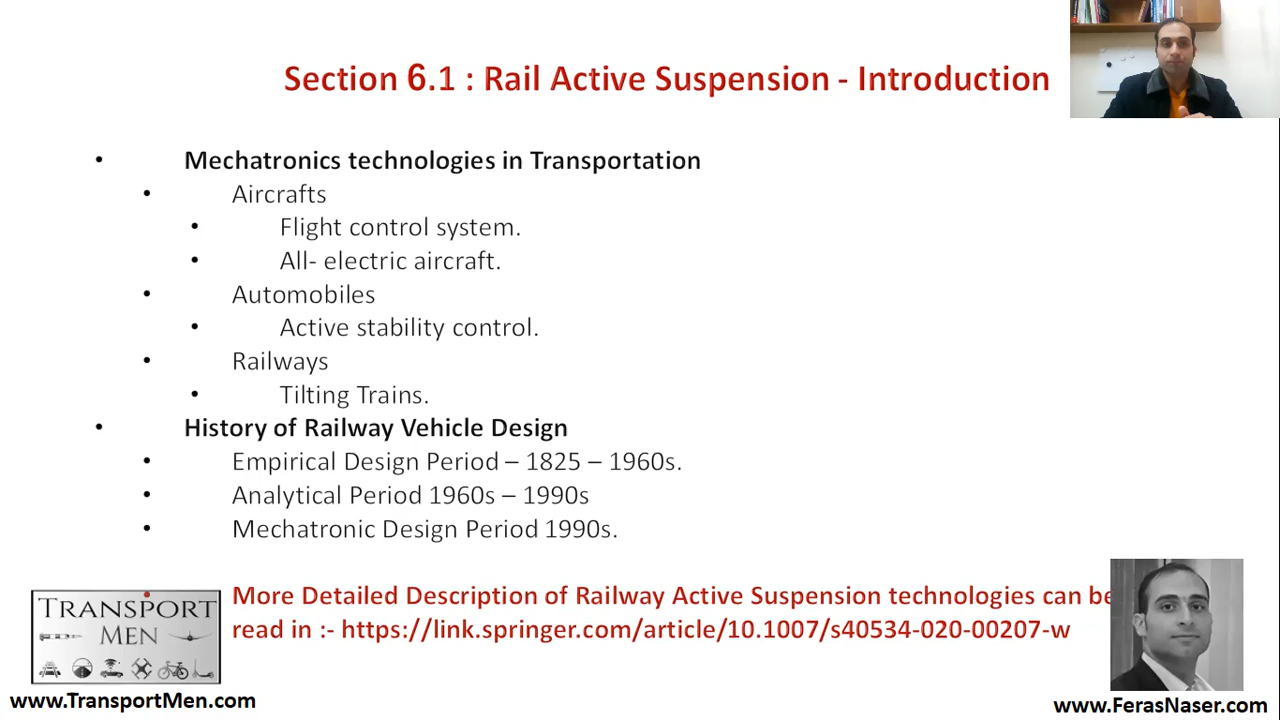 Section 6.1 : Rail Active Suspension - Introduction
• Mechatronics technologies in Transportation
• Aircrafts
• Flight control system.
• All- electric aircraft.
• Automobiles
• Active stability control.
• Railways
• Tilting Trains.
• History of Railway Vehicle Design
• Empirical Design Period – 1825 – 1960s.
• Analytical Period 1960s – 1990s
• Mechatronic Design Period 1990s.
More Detailed Description of Railway Active Suspension technologies can be
read in :- https://link.springer.com/article/10.1007/s40534-020-00207-w
TRANSPORT
MEN
www.TransportMen.com
www.FerasNaser.com